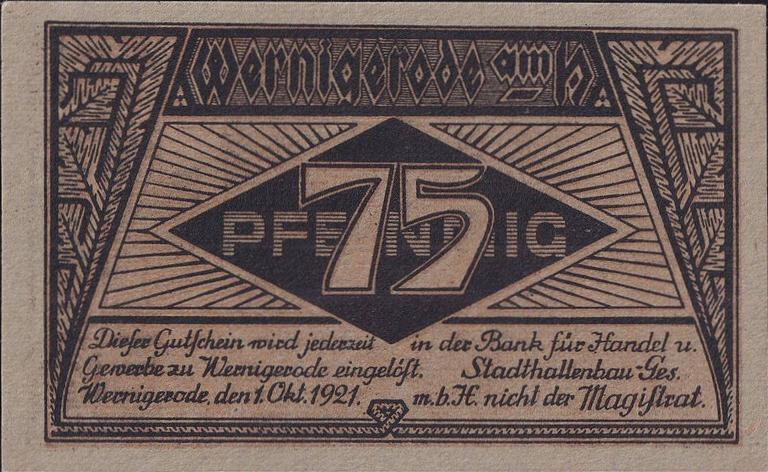 Wernigerode am H
75
PFENNIG
Dieſer Gutſchein wird jederzeit in der Bank für Handel u.
Gewerbe zu Wernigerode eingelöſt. Stadthallenbau-Ges.
Wernigerode, den 1. Okt. 1921. m.b.H. nicht der Magiſtrat.